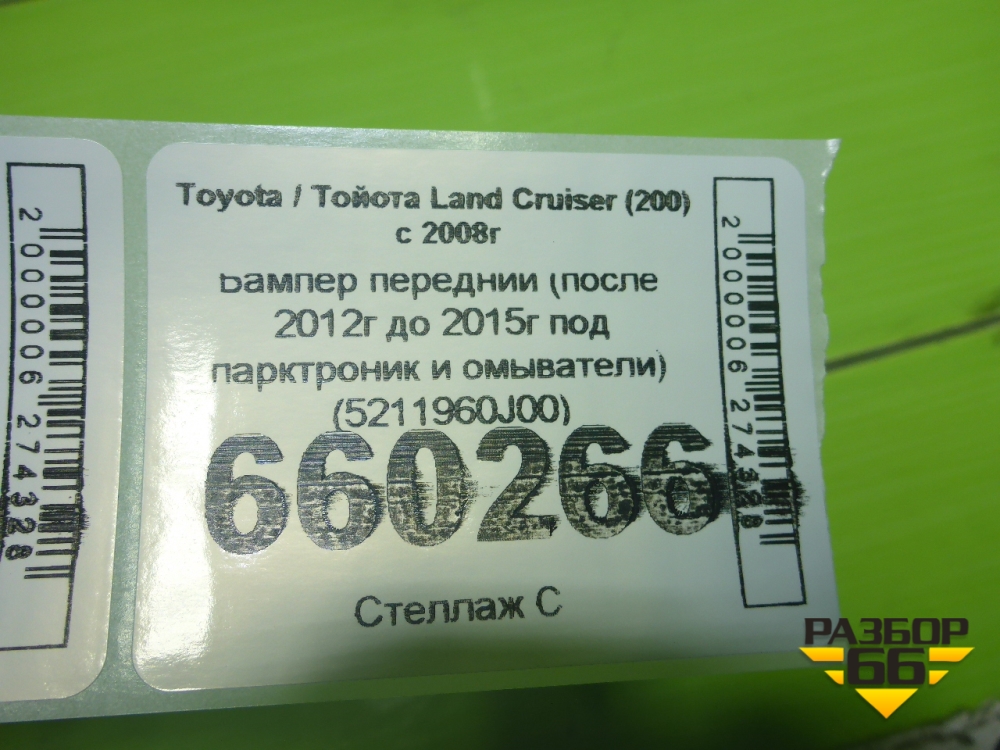 2000006274328
Toyota / Тойота Land Cruiser (200)
с 2008г
Бампер передний (после
2012г до 2015г под
парктроник и омыватели)
(5211960J00)
660266
Стеллаж С
2000006274328
РАЗБОР
66